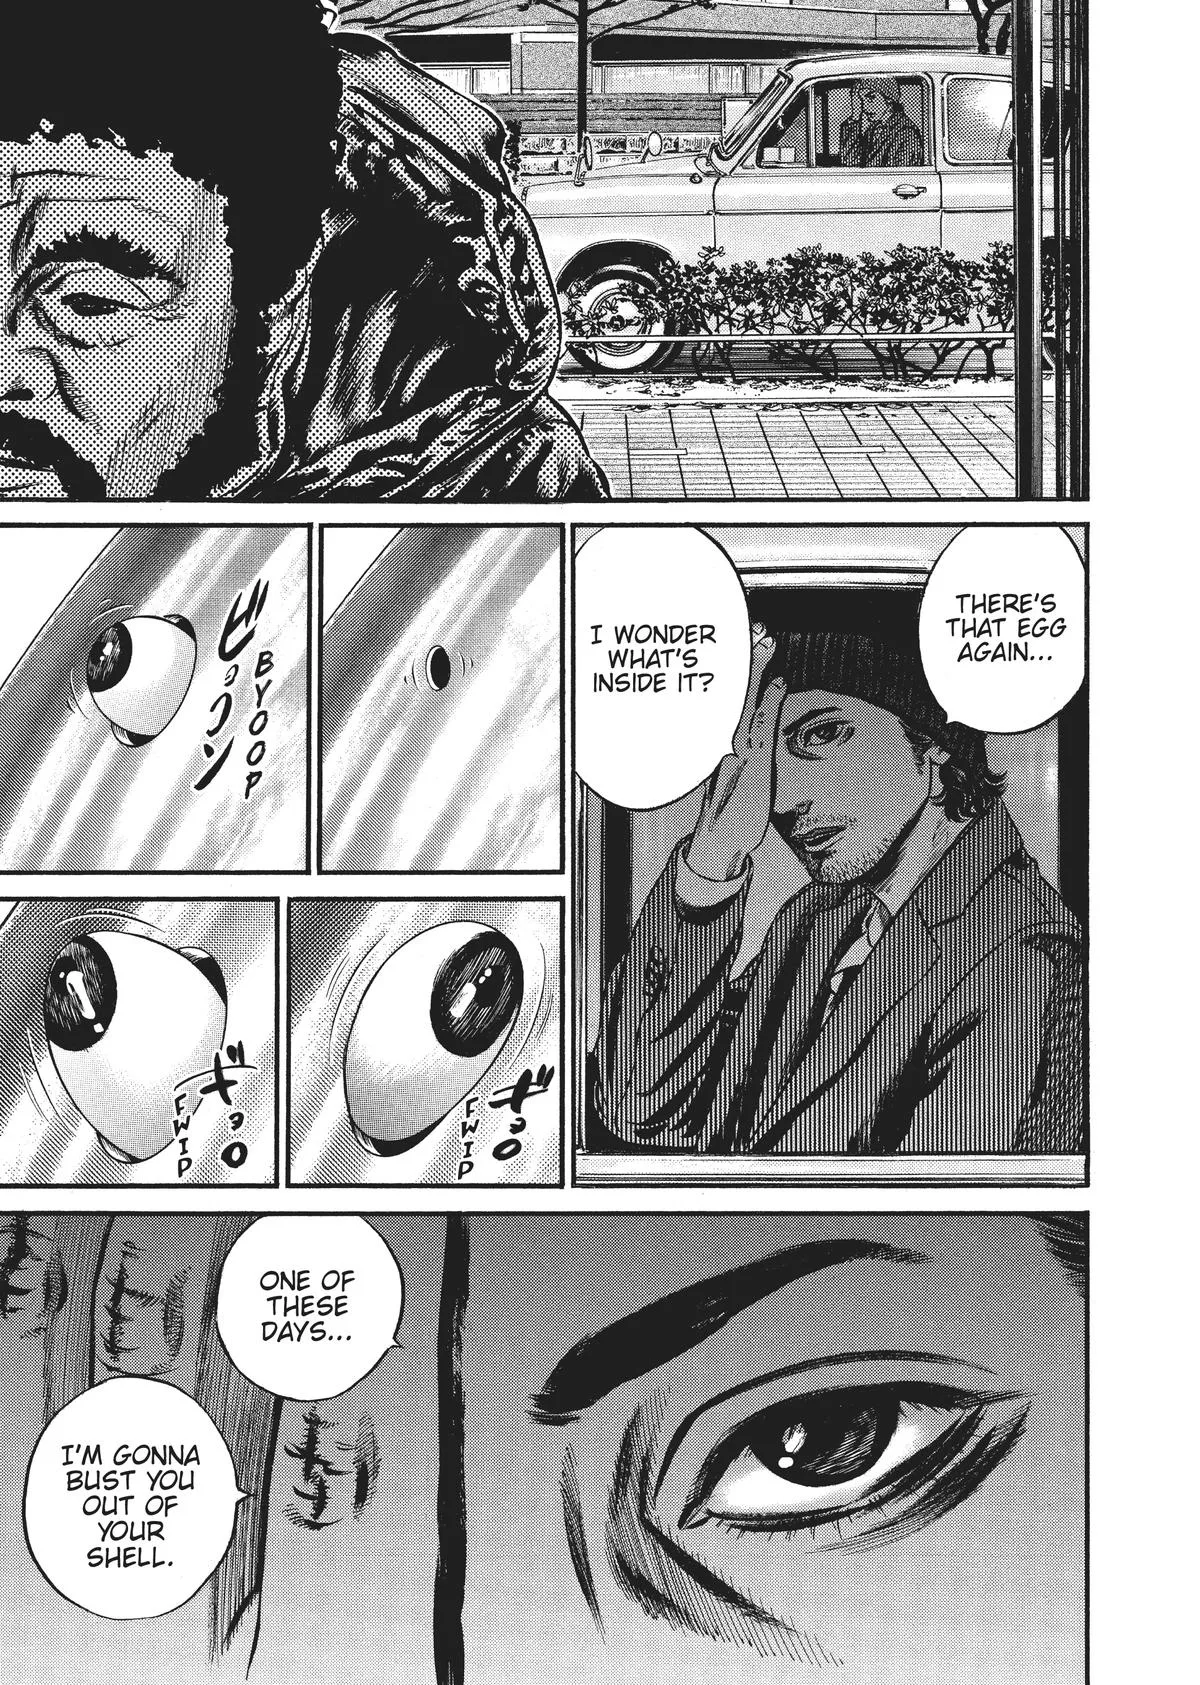 THERE'S
THAT EGG
AGAIN...
I WONDER
WHAT'S
INSIDE IT?
ビョコン
BYOOP
ギョロ
FWIP
ギョロ
FWIP
ONE OF
THESE
DAYS...
I'M GONNA
BUST YOU
OUT OF
YOUR
SHELL.